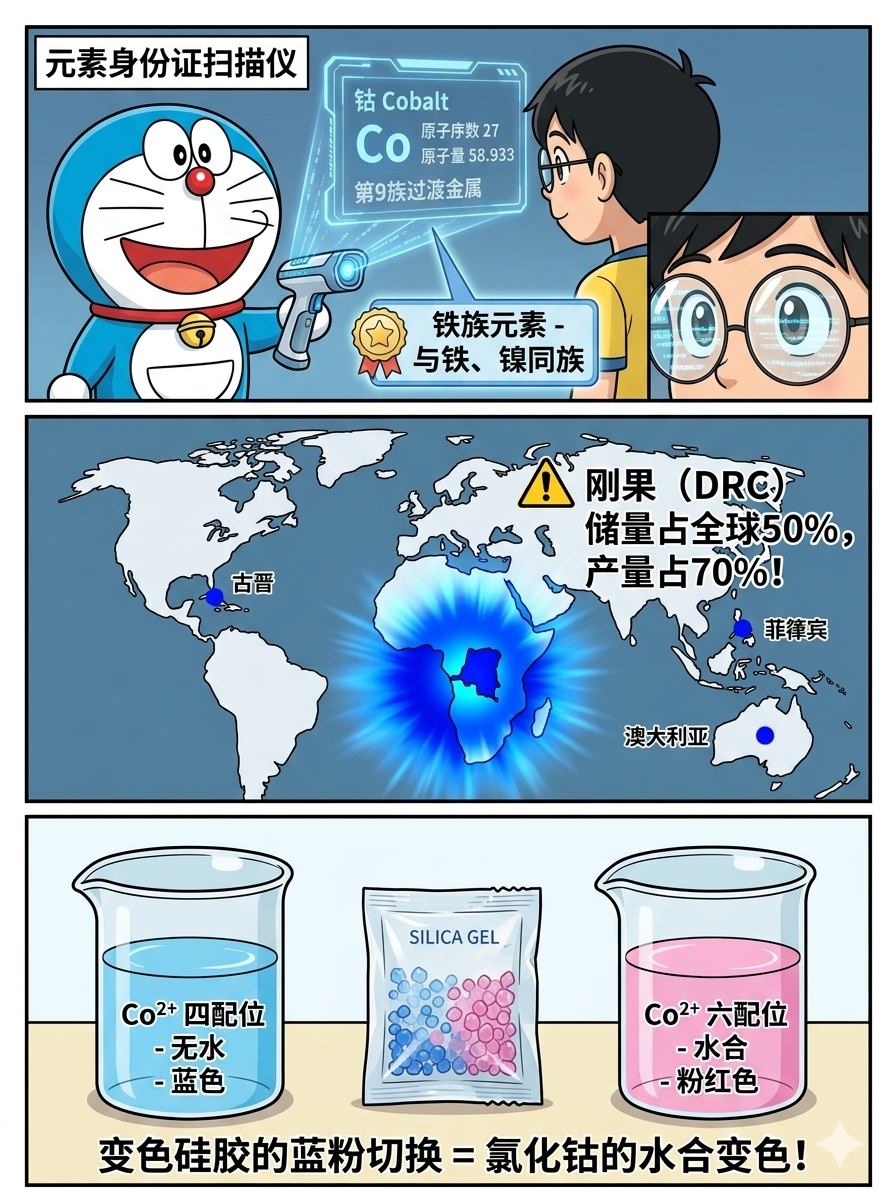 元素身份证扫描仪
钴 Cobalt
Co
原子序数 27
原子量 58.933
第9族过渡金属
铁族元素 -
与铁、镍同族
刚果（DRC）
储量占全球50%，
产量占70%！
古晋
菲律宾
澳大利亚
SILICA GEL
Co²⁺ 四配位
- 无水
- 蓝色
Co²⁺ 六配位
- 水合
- 粉红色
变色硅胶的蓝粉切换 = 氯化钴的水合变色！